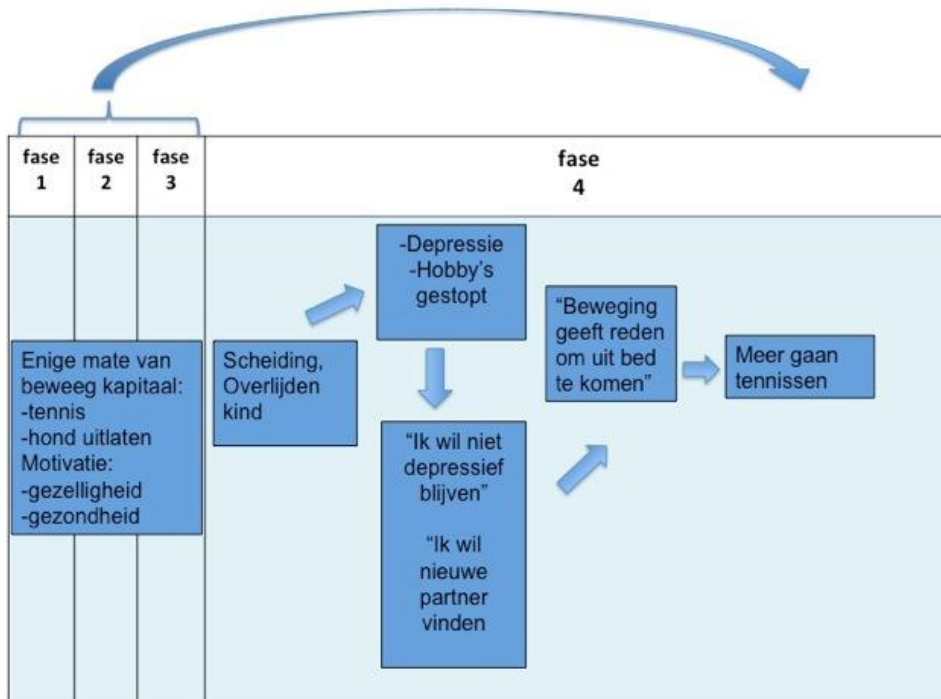 fase
1
fase
2
fase
3
fase
4
Enige mate van
beweeg kapitaal:
-tennis
-hond uitlaten
Motivatie:
-gezelligheid
-gezondheid
Scheiding,
Overlijden
kind
-Depressie
-Hobby’s
gestopt
“Ik wil niet
depressief
blijven”
“Ik wil
nieuwe
partner
vinden
“Beweging
geeft reden
om uit bed
te komen”
Meer gaan
tennissen